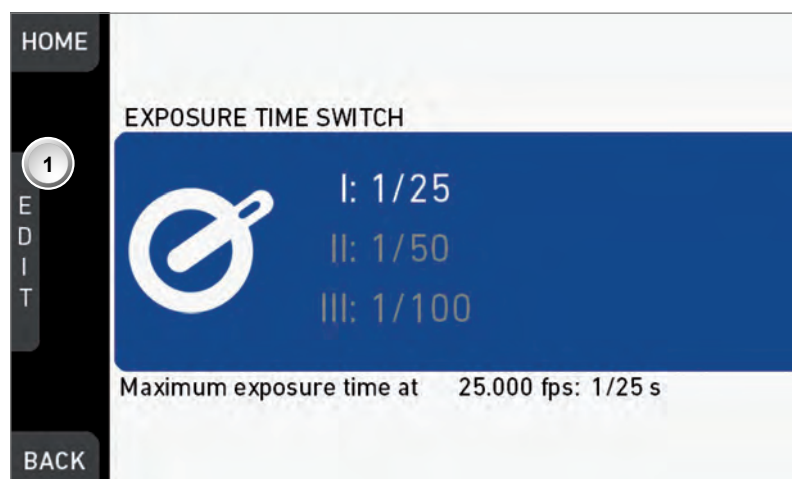 HOME
EXPOSURE TIME SWITCH
1
EDIT
I: 1/25
II: 1/50
III: 1/100
Maximum exposure time at 25.000 fps: 1/25 s
BACK